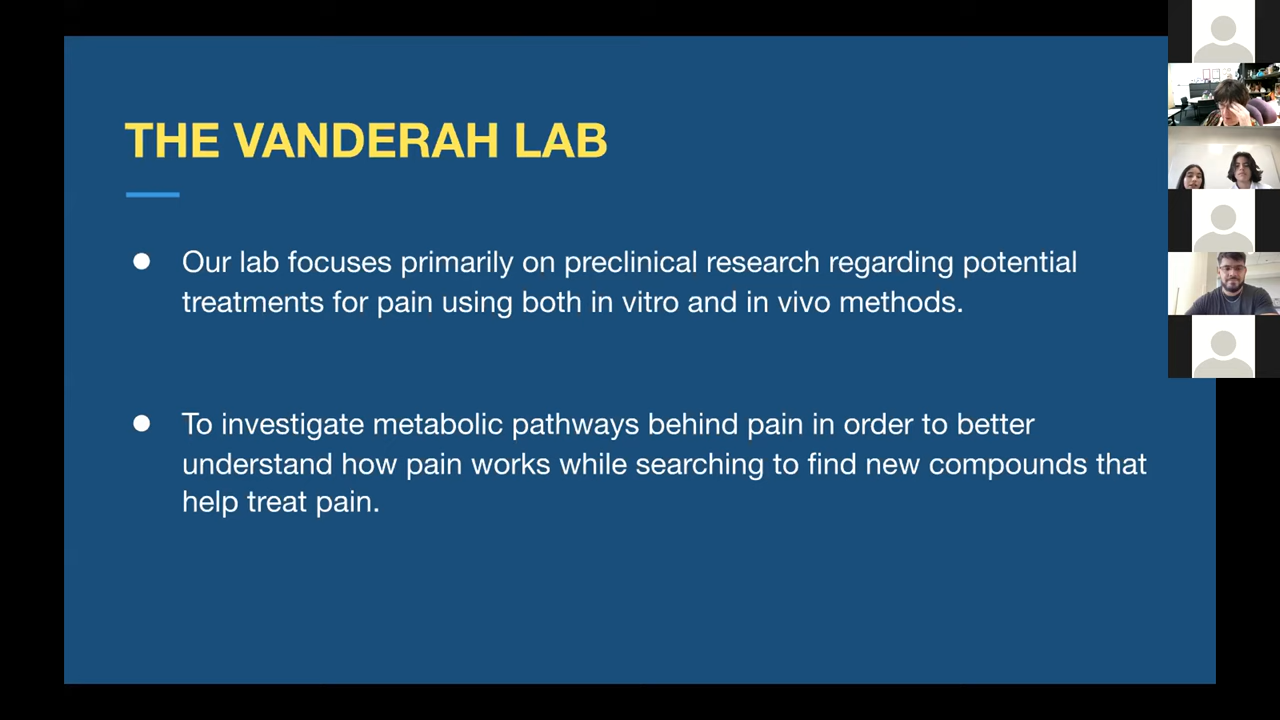 THE VANDERAH LAB
● Our lab focuses primarily on preclinical research regarding potential
treatments for pain using both in vitro and in vivo methods.
● To investigate metabolic pathways behind pain in order to better
understand how pain works while searching to find new compounds that
help treat pain.